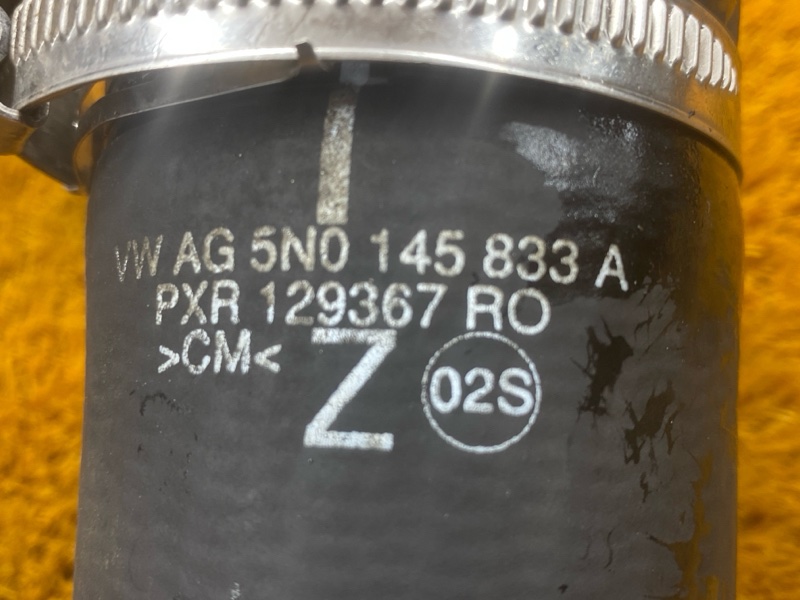 VW AG 5N0 145 833 A
PXR 129367 RO
>CM<
Z
02S